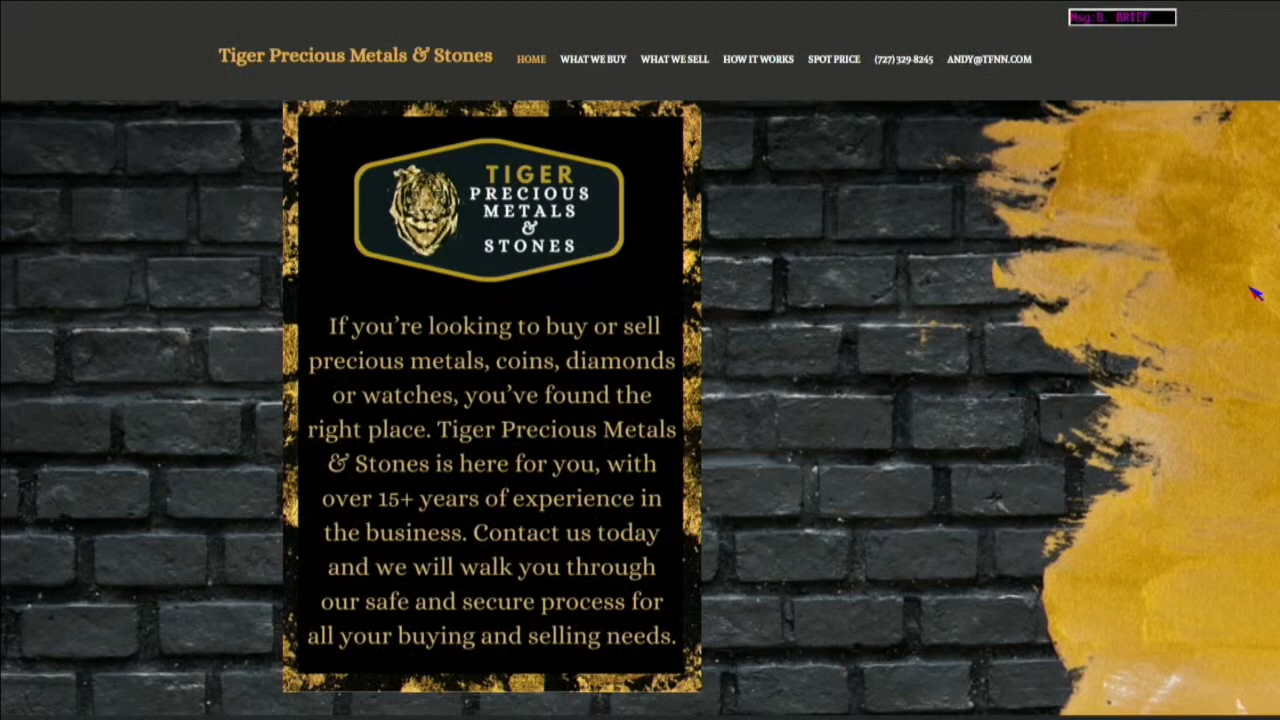 Msg:B. BRIEF
Tiger Precious Metals & Stones
HOME WHAT WE BUY WHAT WE SELL HOW IT WORKS SPOT PRICE (727) 329-8245 ANDY@TFNN.COM
TIGER
PRECIOUS
METALS
&
STONES
If you’re looking to buy or sell
precious metals, coins, diamonds
or watches, you’ve found the
right place. Tiger Precious Metals
& Stones is here for you, with
over 15+ years of experience in
the business. Contact us today
and we will walk you through
our safe and secure process for
all your buying and selling needs.